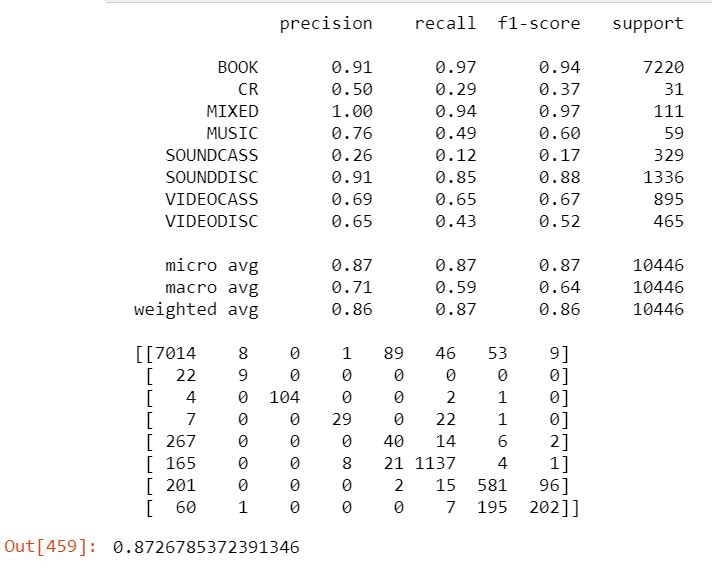 precision recall f1-score support
BOOK 0.91 0.97 0.94 7220
CR 0.50 0.29 0.37 31
MIXED 1.00 0.94 0.97 111
MUSIC 0.76 0.49 0.60 59
SOUNDCASS 0.26 0.12 0.17 329
SOUNDDISC 0.91 0.85 0.88 1336
VIDEOCASS 0.69 0.65 0.67 895
VIDEODISC 0.65 0.43 0.52 465
micro avg 0.87 0.87 0.87 10446
macro avg 0.71 0.59 0.64 10446
weighted avg 0.86 0.87 0.86 10446
[[7014 8 0 1 89 46 53 9]
[ 22 9 0 0 0 0 0 0]
[ 4 0 104 0 0 2 1 0]
[ 7 0 0 29 0 22 1 0]
[ 267 0 0 0 40 14 6 2]
[ 165 0 0 8 21 1137 4 1]
[ 201 0 0 0 2 15 581 96]
[ 60 1 0 0 0 7 195 202]]
Out[459]: 0.8726785372391346